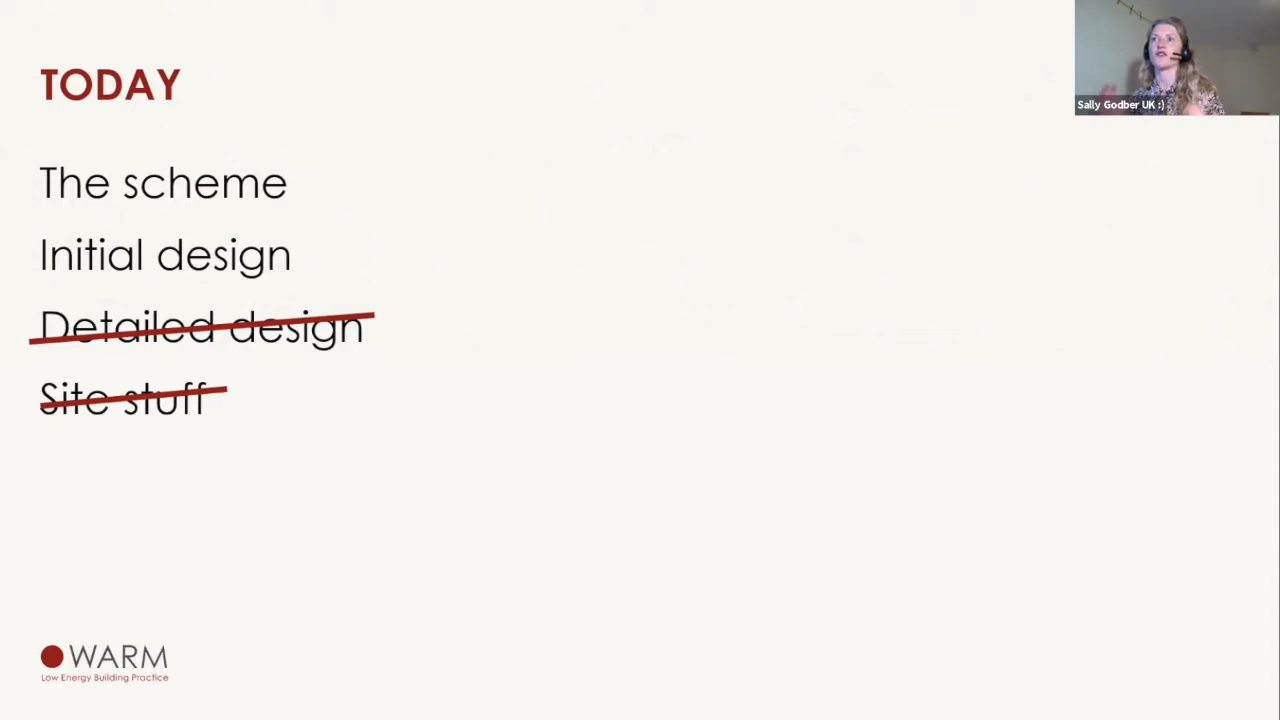 TODAY
Sally Godber UK :)
The scheme
Initial design
Detailed design
Site stuff
WARM
Low Energy Building Practice